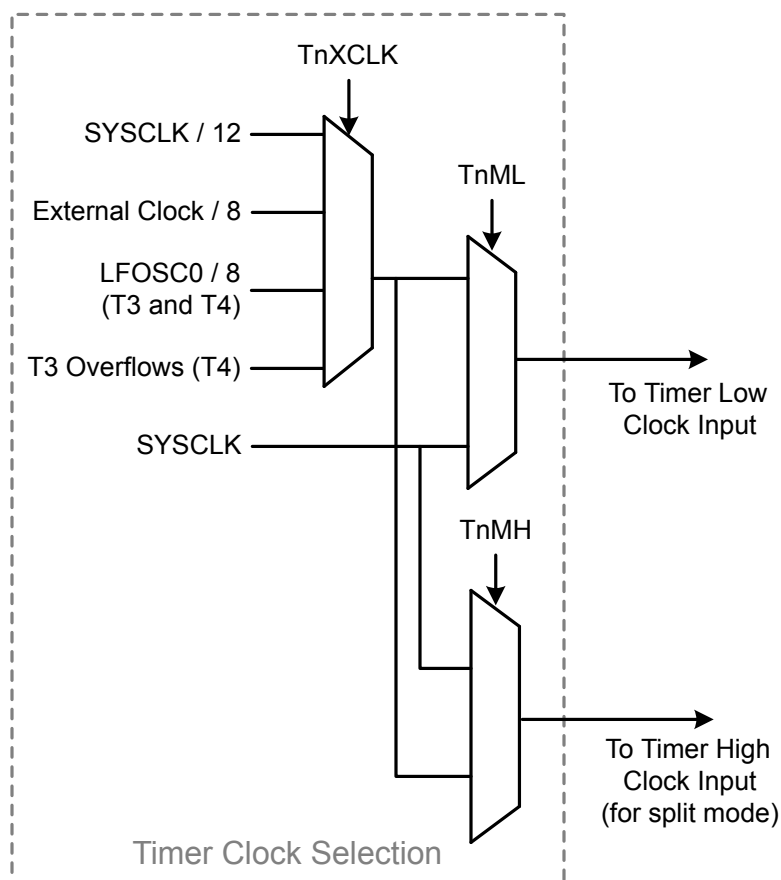 TnXCLK
SYSCLK / 12
External Clock / 8
LFOSC0 / 8
(T3 and T4)
T3 Overflows (T4)
SYSCLK
TnML
To Timer Low
Clock Input
TnMH
To Timer High
Clock Input
(for split mode)
Timer Clock Selection